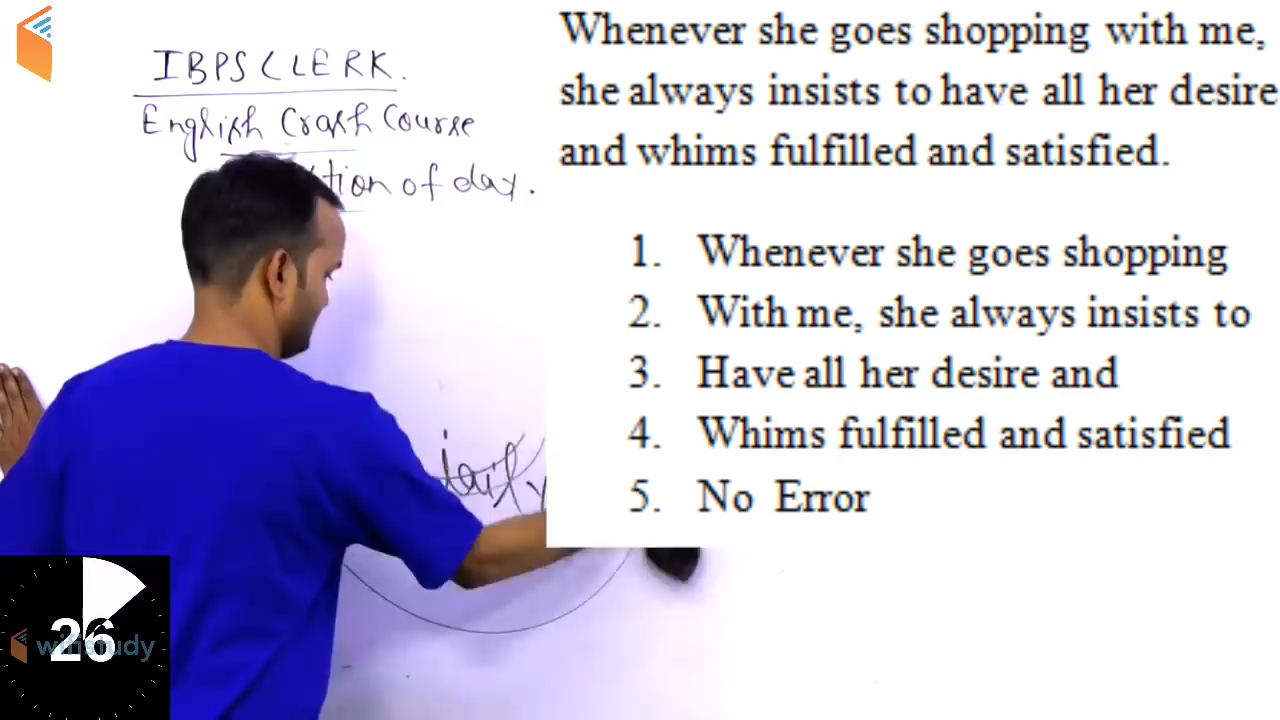 IBPS CLERK.
English Crash Course
tion of day.
Whenever she goes shopping with me,
she always insists to have all her desire
and whims fulfilled and satisfied.
1. Whenever she goes shopping
2. With me, she always insists to
3. Have all her desire and
4. Whims fulfilled and satisfied
5. No Error
26
wifistudy